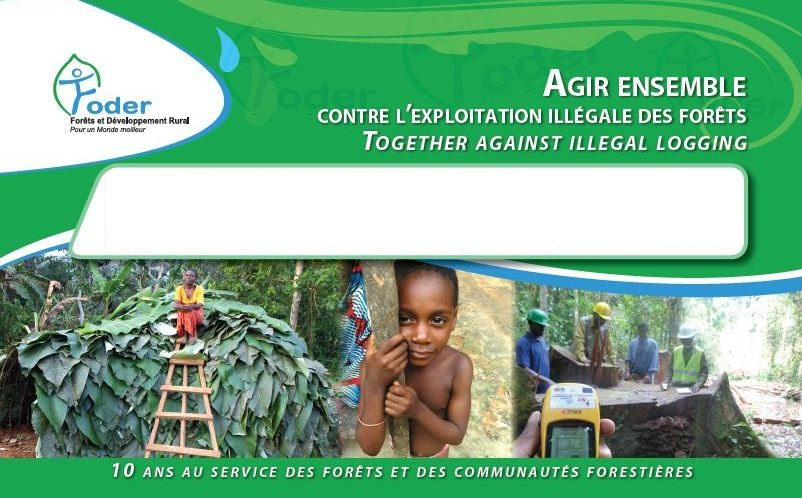 Foder
Forêts et Développement Rural
Pour un Monde meilleur
AGIR ENSEMBLE
CONTRE L'EXPLOITATION ILLÉGALE DES FORÊTS
TOGETHER AGAINST ILLEGAL LOGGING
eTrex
10 ANS AU SERVICE DES FORÊTS ET DES COMMUNAUTÉS FORESTIÈRES